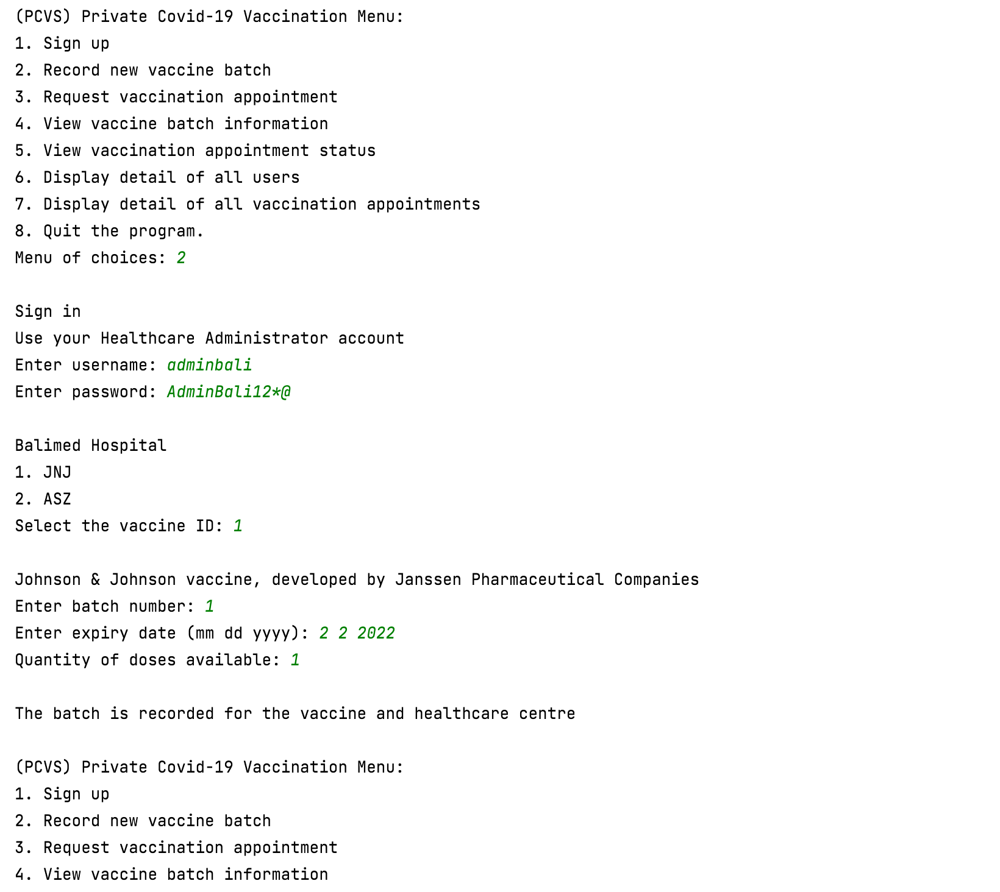 (PCVS) Private Covid-19 Vaccination Menu:
1. Sign up
2. Record new vaccine batch
3. Request vaccination appointment
4. View vaccine batch information
5. View vaccination appointment status
6. Display detail of all users
7. Display detail of all vaccination appointments
8. Quit the program.
Menu of choices: 2
Sign in
Use your Healthcare Administrator account
Enter username: adminbali
Enter password: AdminBali12*@
Balimed Hospital
1. JNJ
2. ASZ
Select the vaccine ID: 1
Johnson & Johnson vaccine, developed by Janssen Pharmaceutical Companies
Enter batch number: 1
Enter expiry date (mm dd yyyy): 2 2 2022
Quantity of doses available: 1
The batch is recorded for the vaccine and healthcare centre
(PCVS) Private Covid-19 Vaccination Menu:
1. Sign up
2. Record new vaccine batch
3. Request vaccination appointment
4. View vaccine batch information